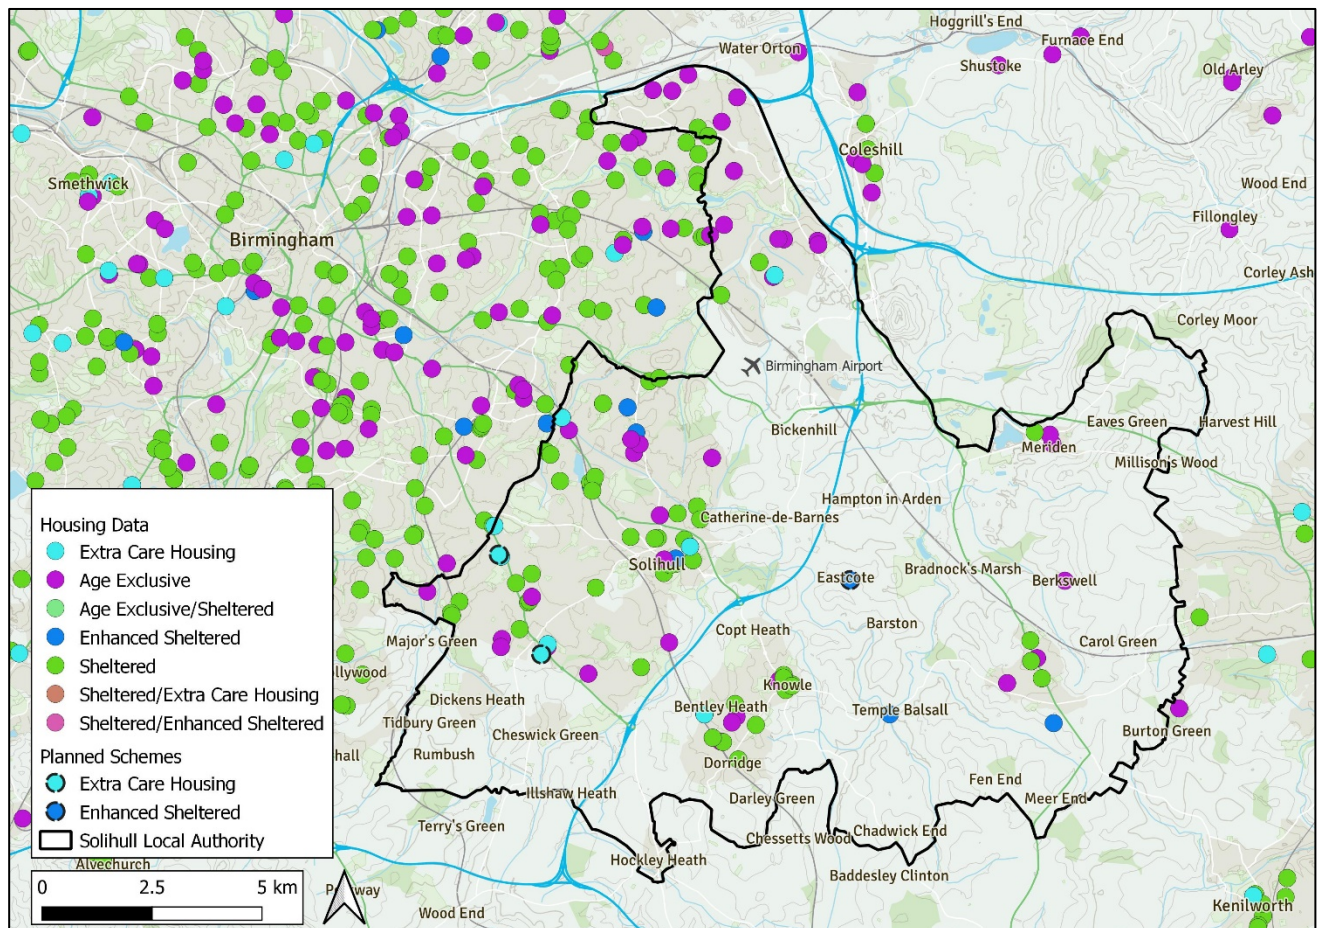 Hoggrill's End
Furnace End
Water Orton
Shustoke
Old Arley
Coleshill
Smethwick
Wood End
Fillongley
Birmingham
Corley Ash
Corley Moor
Birmingham Airport
Eaves Green
Harvest Hill
Bickenhill
Meriden
Millison's Wood
Hampton in Arden
Catherine-de-Barnes
Solihull
Eastcote
Bradnock's Marsh
Berkswell
Barston
Copt Heath
Carol Green
Major's Green
llywood
Knowle
Dickens Heath
Bentley Heath
Temple Balsall
Tidbury Green
Cheswick Green
Burton Green
hall
Rumbush
Dorridge
Fen End
Illshaw Heath
Darley Green
Meer End
Terry's Green
Chessetts Wood
Chadwick End
Alvechurch
Hockley Heath
Baddesley Clinton
Wood End
Kenilworth
Housing Data
Extra Care Housing
Age Exclusive
Age Exclusive/Sheltered
Enhanced Sheltered
Sheltered
Sheltered/Extra Care Housing
Sheltered/Enhanced Sheltered
Planned Schemes
Extra Care Housing
Enhanced Sheltered
Solihull Local Authority
0 2.5 5 km